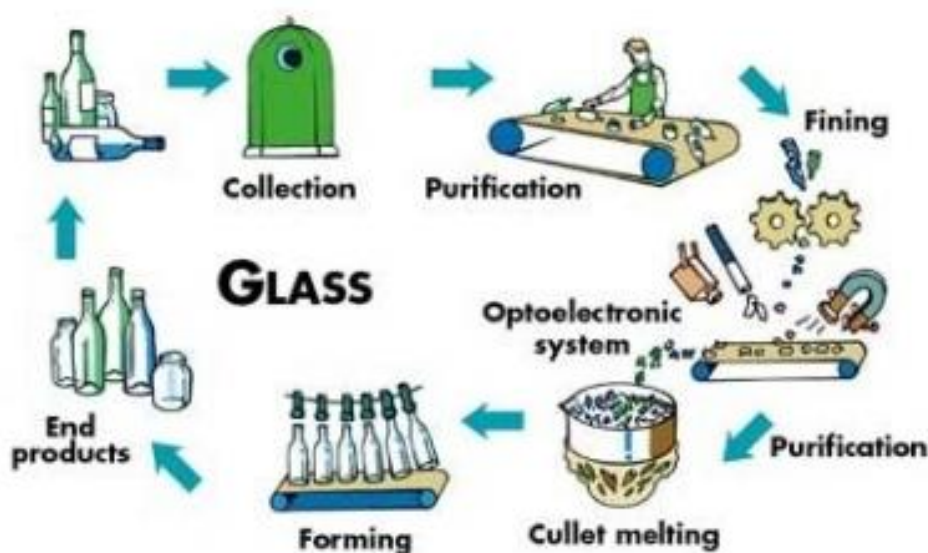 Collection
Purification
Fining
GLASS
Optoelectronic
system
Purification
Cullet melting
Forming
End
products